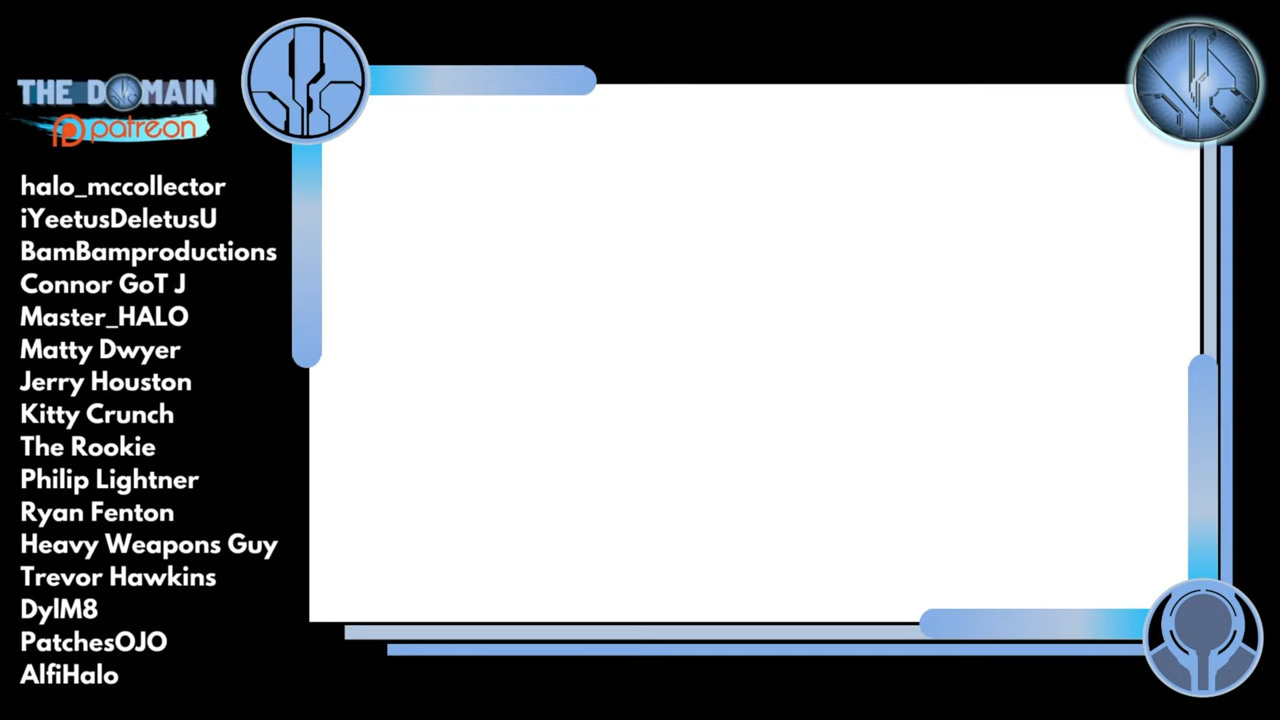 THE DOMAIN
patreon
halo_mccollector
iYeetusDeletusU
BamBamproductions
Connor GoT J
Master_HALO
Matty Dwyer
Jerry Houston
Kitty Crunch
The Rookie
Philip Lightner
Ryan Fenton
Heavy Weapons Guy
Trevor Hawkins
DylM8
PatchesOJO
AlfiHalo